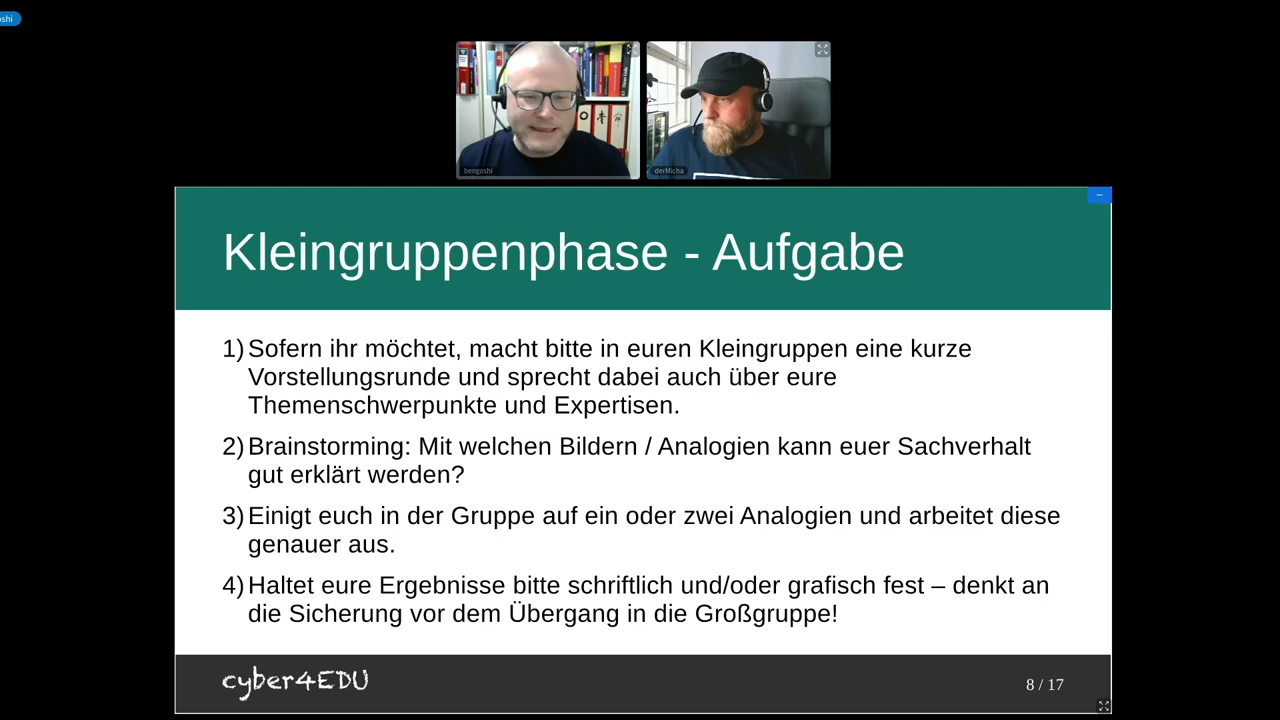 oshi
bengoshi
derMicha
Kleingruppenphase - Aufgabe
1) Sofern ihr möchtet, macht bitte in euren Kleingruppen eine kurze
Vorstellungsrunde und sprecht dabei auch über eure
Themenschwerpunkte und Expertisen.
2) Brainstorming: Mit welchen Bildern / Analogien kann euer Sachverhalt
gut erklärt werden?
3) Einigt euch in der Gruppe auf ein oder zwei Analogien und arbeitet diese
genauer aus.
4) Haltet eure Ergebnisse bitte schriftlich und/oder grafisch fest – denkt an
die Sicherung vor dem Übergang in die Großgruppe!
cyber4EDU
8 / 17